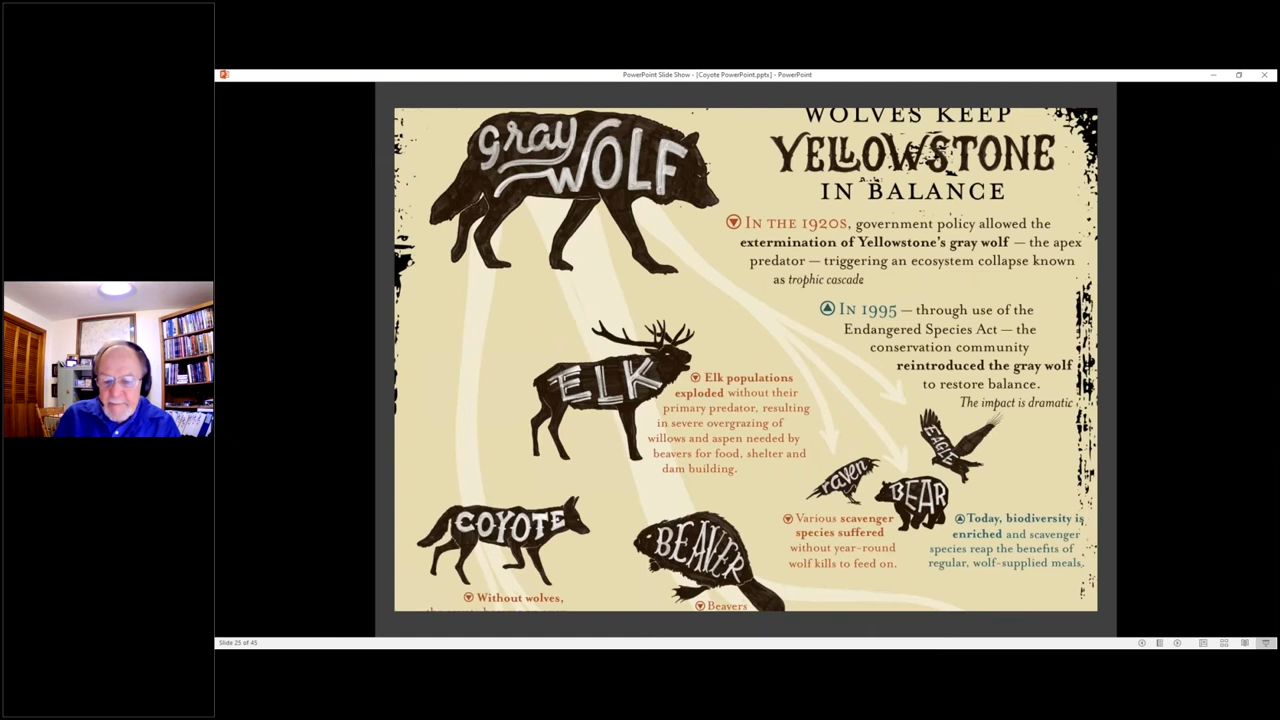 PowerPoint Slide Show - [Coyote PowerPoint.pptx] - PowerPoint
gray WOLF
WOLVES KEEP
YELLOWSTONE
IN BALANCE
IN THE 1920S, government policy allowed the
extermination of Yellowstone's gray wolf — the apex
predator — triggering an ecosystem collapse known
as trophic cascade
IN 1995 — through use of the
Endangered Species Act — the
conservation community
reintroduced the gray wolf
to restore balance.
The impact is dramatic
ELK
Elk populations
exploded without their
primary predator, resulting
in severe overgrazing of
willows and aspen needed by
beavers for food, shelter and
dam building.
EAGLE
raven
BEAR
Various scavenger
species suffered
without year-round
wolf kills to feed on.
Today, biodiversity is
enriched and scavenger
species reap the benefits of
regular, wolf-supplied meals.
COYOTE
BEAVER
Without wolves,
Beavers
Slide 25 of 45